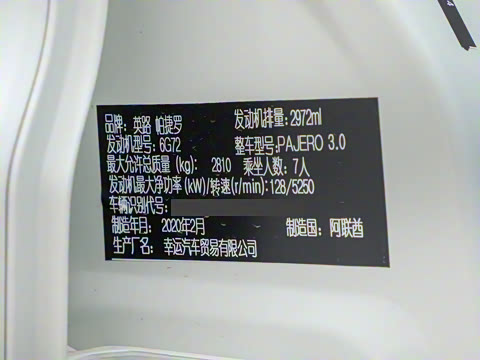 品牌: 英路 帕捷罗 发动机排量: 2972ml
发动机型号: 6G72 整车型号: PAJERO 3.0
最大允许总质量 (kg): 2810 乘坐人数: 7人
发动机最大净功率(kW)/转速(r/min): 128/5250
车辆识别代号:
制造年月: 2020年2月 制造国: 阿联酋
生产厂名: 幸运汽车贸易有限公司